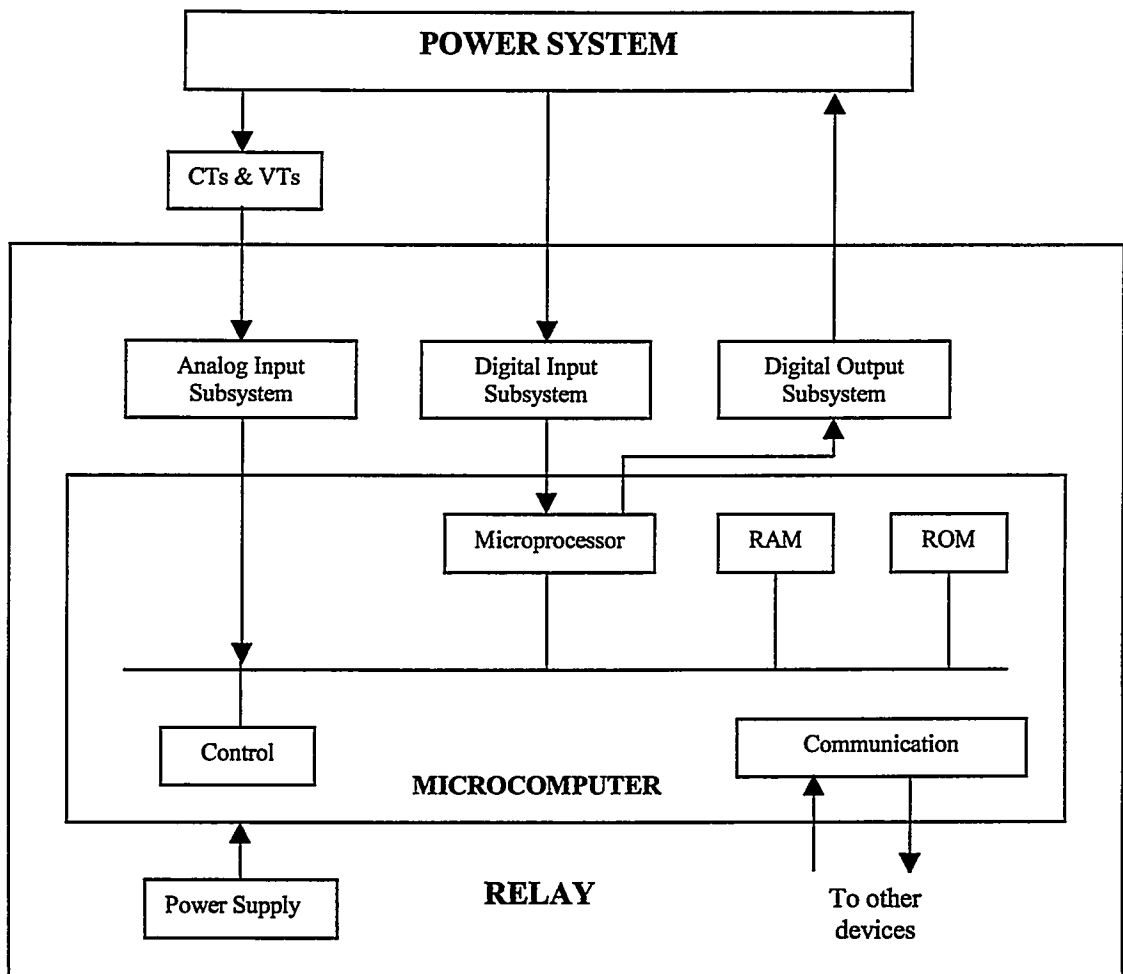 POWER SYSTEM
CTs & VTs
Analog Input
Subsystem
Digital Input
Subsystem
Digital Output
Subsystem
Microprocessor
RAM
ROM
Control
Communication
MICROCOMPUTER
Power Supply
RELAY
To other
devices